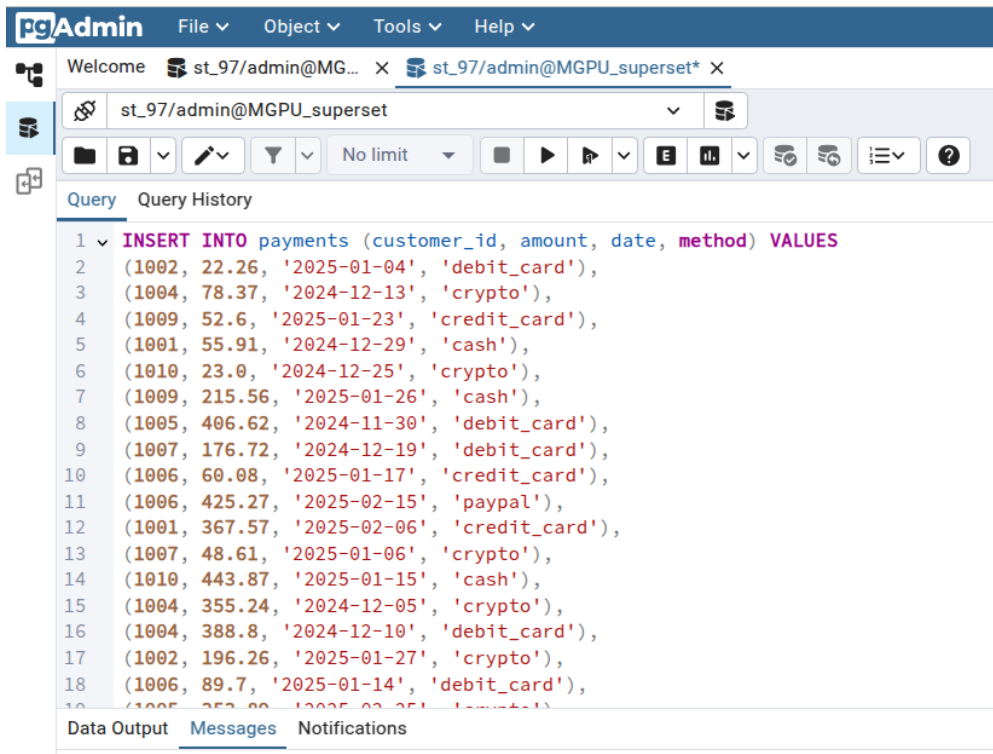 pgAdmin File Object Tools Help
Welcome st_97/admin@MG... st_97/admin@MGPU_superset*
st_97/admin@MGPU_superset
No limit
Query Query History
1 INSERT INTO payments (customer_id, amount, date, method) VALUES
2 (1002, 22.26, '2025-01-04', 'debit_card'),
3 (1004, 78.37, '2024-12-13', 'crypto'),
4 (1009, 52.6, '2025-01-23', 'credit_card'),
5 (1001, 55.91, '2024-12-29', 'cash'),
6 (1010, 23.0, '2024-12-25', 'crypto'),
7 (1009, 215.56, '2025-01-26', 'cash'),
8 (1005, 406.62, '2024-11-30', 'debit_card'),
9 (1007, 176.72, '2024-12-19', 'debit_card'),
10 (1006, 60.08, '2025-01-17', 'credit_card'),
11 (1006, 425.27, '2025-02-15', 'paypal'),
12 (1001, 367.57, '2025-02-06', 'credit_card'),
13 (1007, 48.61, '2025-01-06', 'crypto'),
14 (1010, 443.87, '2025-01-15', 'cash'),
15 (1004, 355.24, '2024-12-05', 'crypto'),
16 (1004, 388.8, '2024-12-10', 'debit_card'),
17 (1002, 196.26, '2025-01-27', 'crypto'),
18 (1006, 89.7, '2025-01-14', 'debit_card'),
Data Output Messages Notifications